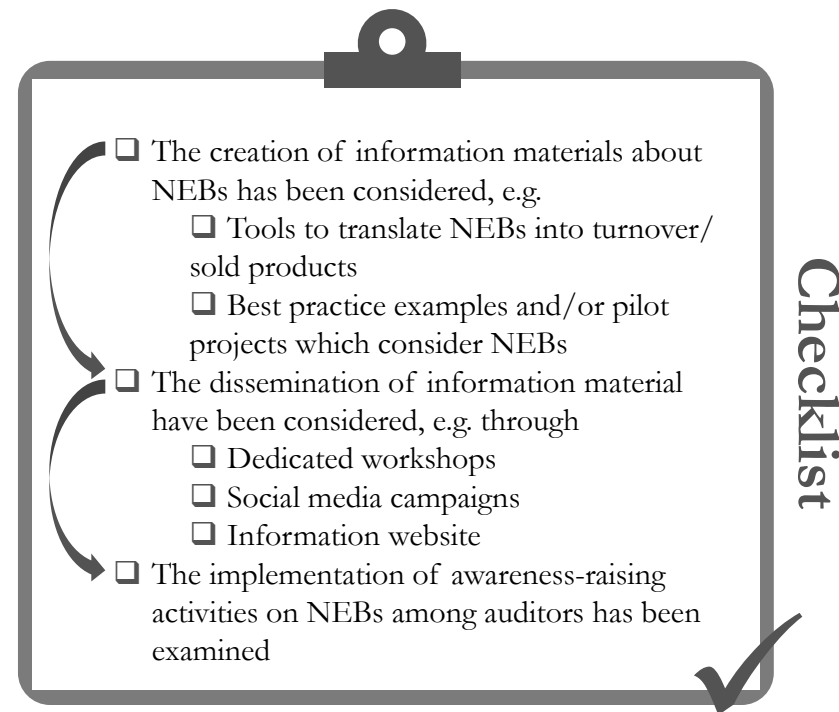 ❑ The creation of information materials about
NEBs has been considered, e.g.
❑ Tools to translate NEBs into turnover/
sold products
❑ Best practice examples and/or pilot
projects which consider NEBs
❑ The dissemination of information material
have been considered, e.g. through
❑ Dedicated workshops
❑ Social media campaigns
❑ Information website
❑ The implementation of awareness-raising
activities on NEBs among auditors has been
examined
Checklist